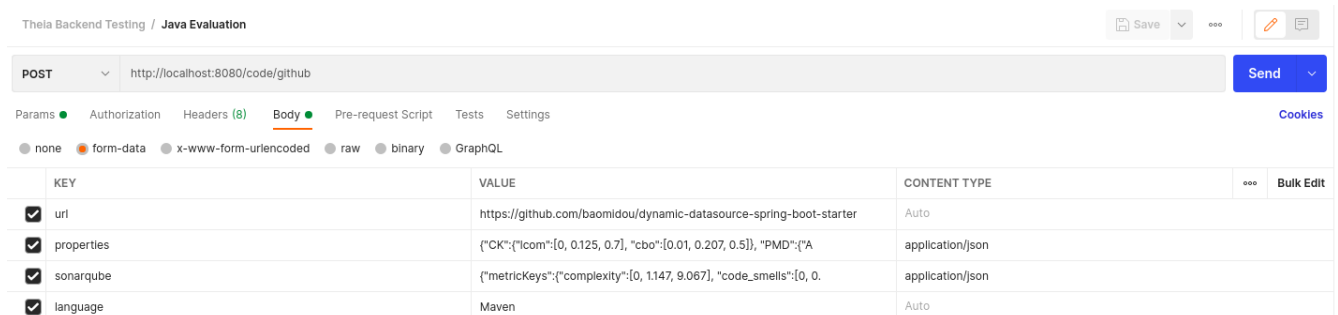 Theia Backend Testing / Java Evaluation Save ooo
POST http://localhost:8080/code/github Send
Params Authorization Headers (8) Body Pre-request Script Tests Settings Cookies
none form-data x-www-form-urlencoded raw binary GraphQL
KEY VALUE CONTENT TYPE ooo Bulk Edit
url https://github.com/baomidou/dynamic-datasource-spring-boot-starter Auto
properties {"CK":{"lcom":[0, 0.125, 0.7], "cbo":[0.01, 0.207, 0.5]}, "PMD":{"A application/json
sonarqube {"metricKeys":{"complexity":[0, 1.147, 9.067], "code_smells":[0, 0. application/json
language Maven Auto